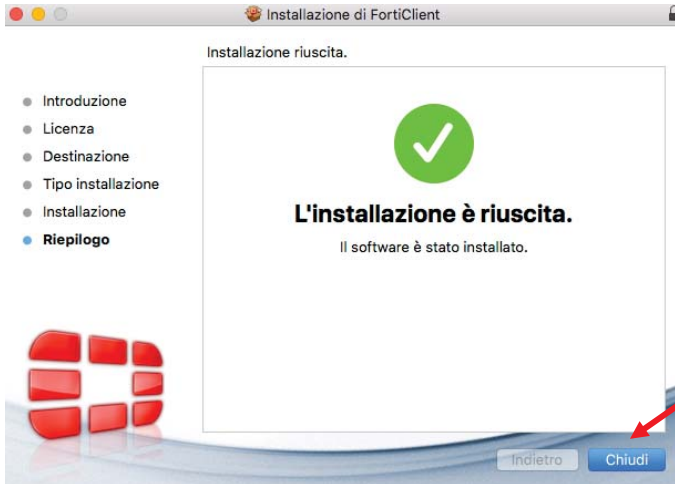 Installazione di FortiClient
Installazione riuscita.
Introduzione
Licenza
Destinazione
Tipo installazione
Installazione
Riepilogo
L'installazione è riuscita.
Il software è stato installato.
Indietro
Chiudi